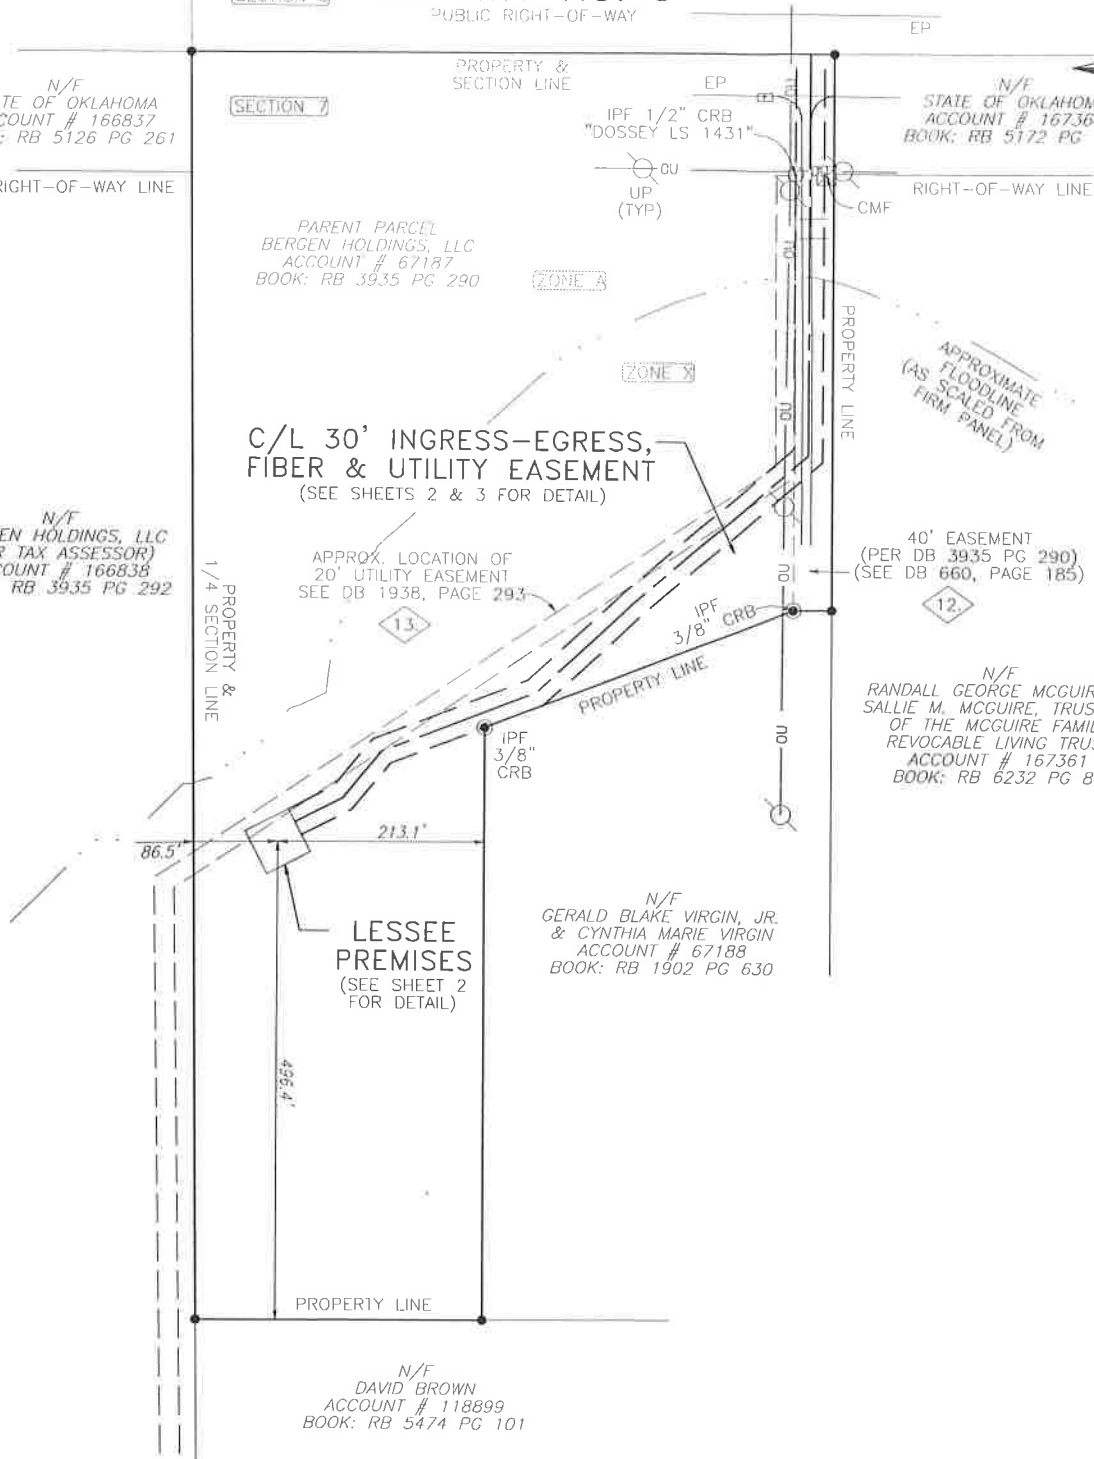 PUBLIC RIGHT-OF-WAY
EP
N/F
TE OF OKLAHOMA
COUNT # 166837
: RB 5126 PG 261
RIGHT-OF-WAY LINE
SECTION 7
PROPERTY &
SECTION LINE
EP
IPF 1/2" CRB
"DOSSEY LS 1431"
OU
UP
(TYP)
N/F
STATE OF OKLAHOM
ACCOUNT # 16736
BOOK: RB 5172 PG
RIGHT-OF-WAY LINE
CMF
PARENT PARCEL
BERGEN HOLDINGS, LLC
ACCOUNT # 67187
BOOK: RB 3935 PG 290
ZONE A
ZONE X
OU
OU
OU
OU
OU
PROPERTY LINE
APPROXIMATE
FLOODLINE
(AS SCALED FROM
FIRM PANEL)
C/L 30' INGRESS-EGRESS,
FIBER & UTILITY EASEMENT
(SEE SHEETS 2 & 3 FOR DETAIL)
N/F
EN HOLDINGS, LLC
R TAX ASSESSOR)
OUNT # 166838
RB 3935 PG 292
APPROX. LOCATION OF
20' UTILITY EASEMENT
SEE DB 1938, PAGE 293
13.
40' EASEMENT
(PER DB 3935 PG 290)
(SEE DB 660, PAGE 185)
12.
PROPERTY &
1/4 SECTION LINE
IPF
3/8" CRB
PROPERTY LINE
IPF
3/8"
CRB
N/F
RANDALL GEORGE MCGUIR
SALLIE M. MCGUIRE, TRUS
OF THE MCGUIRE FAMI
REVOCABLE LIVING TRUS
ACCOUNT # 167361
BOOK: RB 6232 PG 8
86.5'
213.1'
LESSEE
PREMISES
(SEE SHEET 2
FOR DETAIL)
N/F
GERALD BLAKE VIRGIN, JR.
& CYNTHIA MARIE VIRGIN
ACCOUNT # 67188
BOOK: RB 1902 PG 630
496.4'
PROPERTY LINE
N/F
DAVID BROWN
ACCOUNT # 118899
BOOK: RB 5474 PG 101